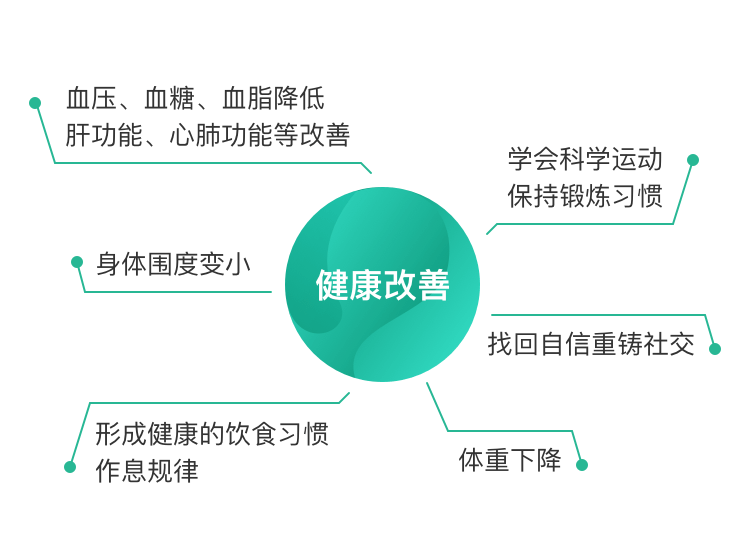 血压、血糖、血脂降低
肝功能、心肺功能等改善
学会科学运动
保持锻炼习惯
身体围度变小
健康改善
找回自信重铸社交
形成健康的饮食习惯
作息规律
体重下降